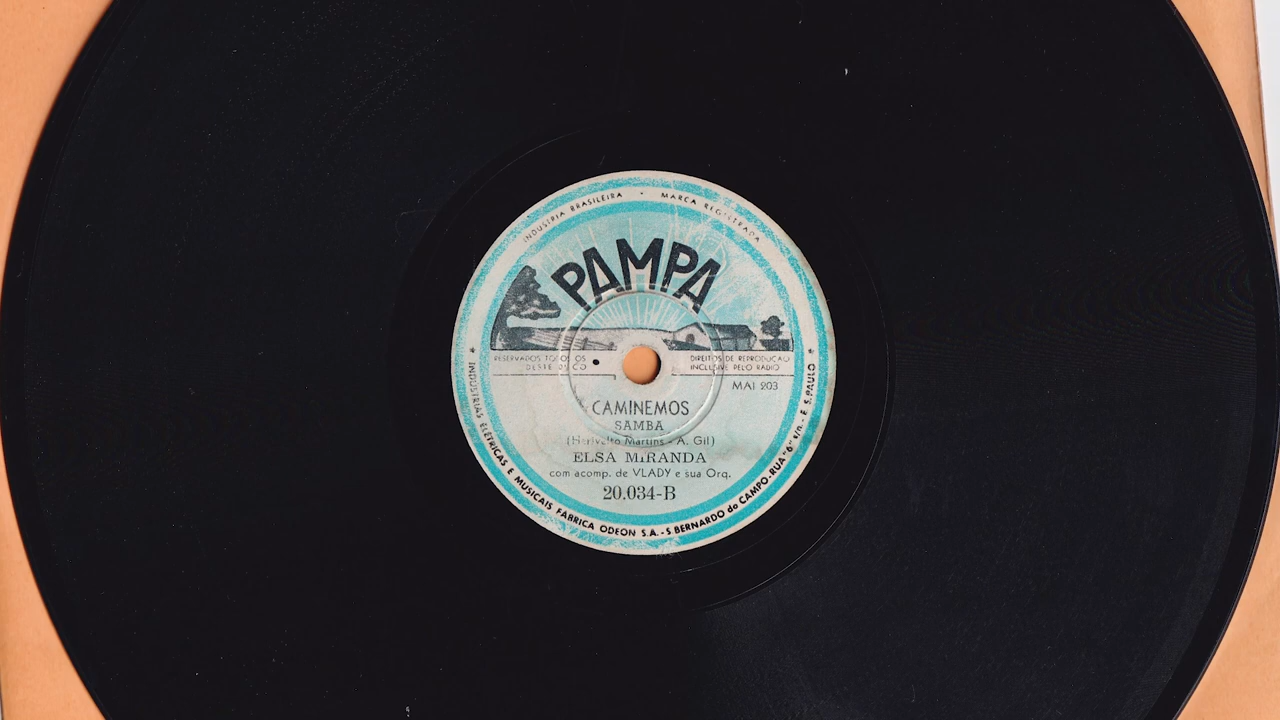 INDUSTRIA BRASILEIRA · MARCA REGISTRADA
PAMPA
RESERVADOS TODOS OS DIREITOS DE REPRODUÇÃO
DESTE DISCO INCLUSIVE PELO RADIO
MAI 203
CAMINEMOS
SAMBA
(Herivelto Martins - A. Gil)
ELSA MIRANDA
com acomp. de VLADY e sua Orq.
20.034-B
* INDUSTRIAS ELÉTRICAS E MUSICAIS FABRICA ODEON S.A. - S BERNARDO do CAMPO. RUA "6" s/n. - E. S. PAULO *